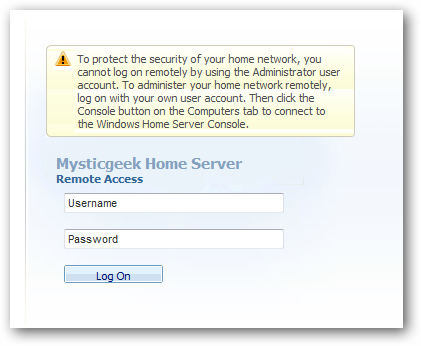 To protect the security of your home network, you
cannot log on remotely by using the Administrator user
account. To administer your home network remotely,
log on with your own user account. Then click the
Console button on the Computers tab to connect to
the Windows Home Server Console.
Mysticgeek Home Server
Remote Access
Username
Password
Log On